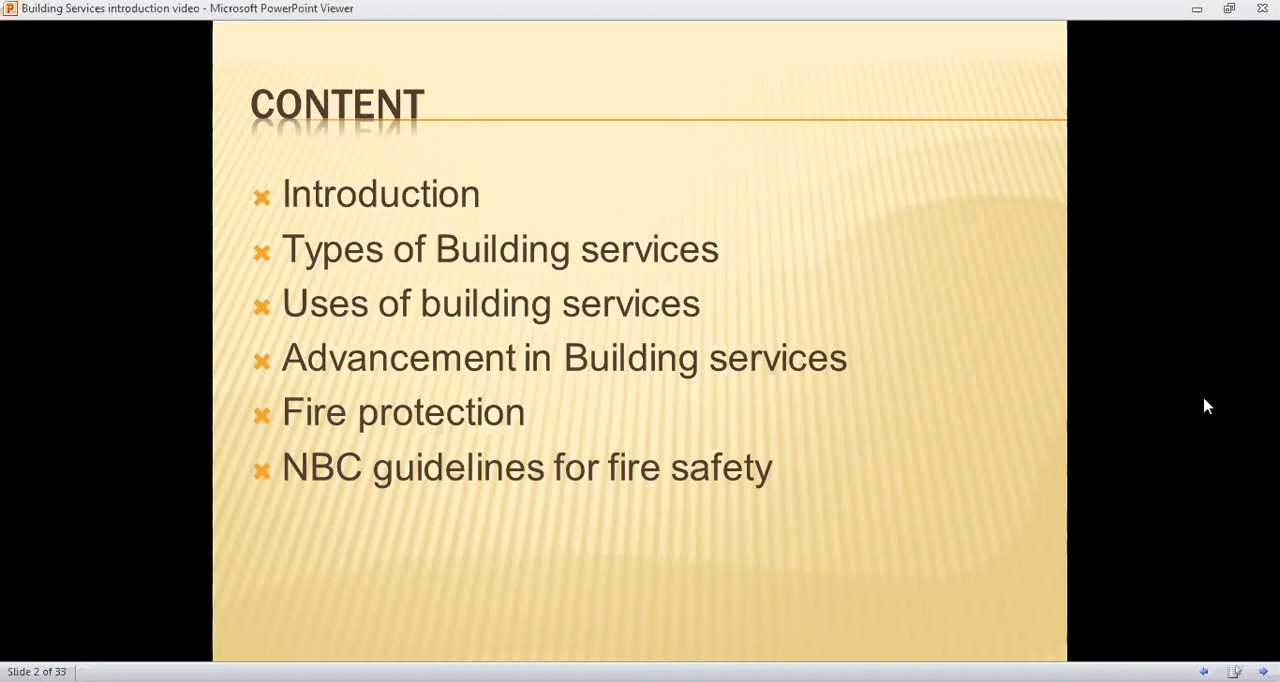 Building Services introduction video - Microsoft PowerPoint Viewer
CONTENT
Introduction
Types of Building services
Uses of building services
Advancement in Building services
Fire protection
NBC guidelines for fire safety
Slide 2 of 33